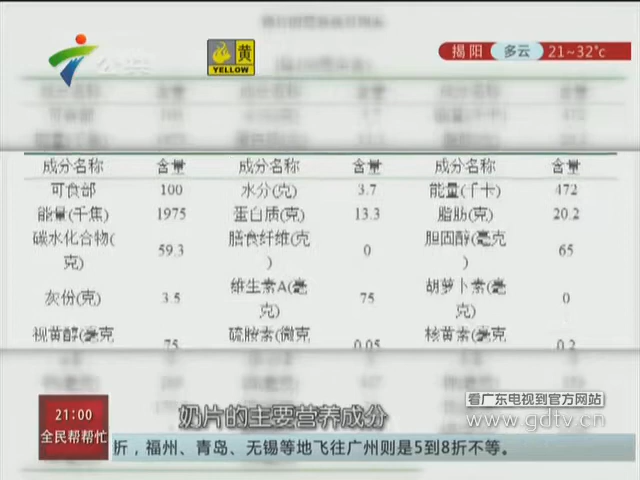 公共
黄
YELLOW
揭阳 多云 21~32℃
成分名称 含量 成分名称 含量 成分名称 含量
可食部 100 水分(克) 3.7 能量(千卡) 472
能量(千焦) 1975 蛋白质(克) 13.3 脂肪(克) 20.2
碳水化合物(克) 59.3 膳食纤维(克) 0 胆固醇(毫克) 65
灰份(克) 3.5 维生素A(毫克) 75 胡萝卜素(毫克) 0
视黄醇(毫克 75 硫胺素(微克 0.05 核黄素(毫克 0.2
看广东电视到官方网站
www.gdtv.cn
奶片的主要营养成分
21:00
全民帮帮忙
折，福州、青岛、无锡等地飞往广州则是5到8折不等。